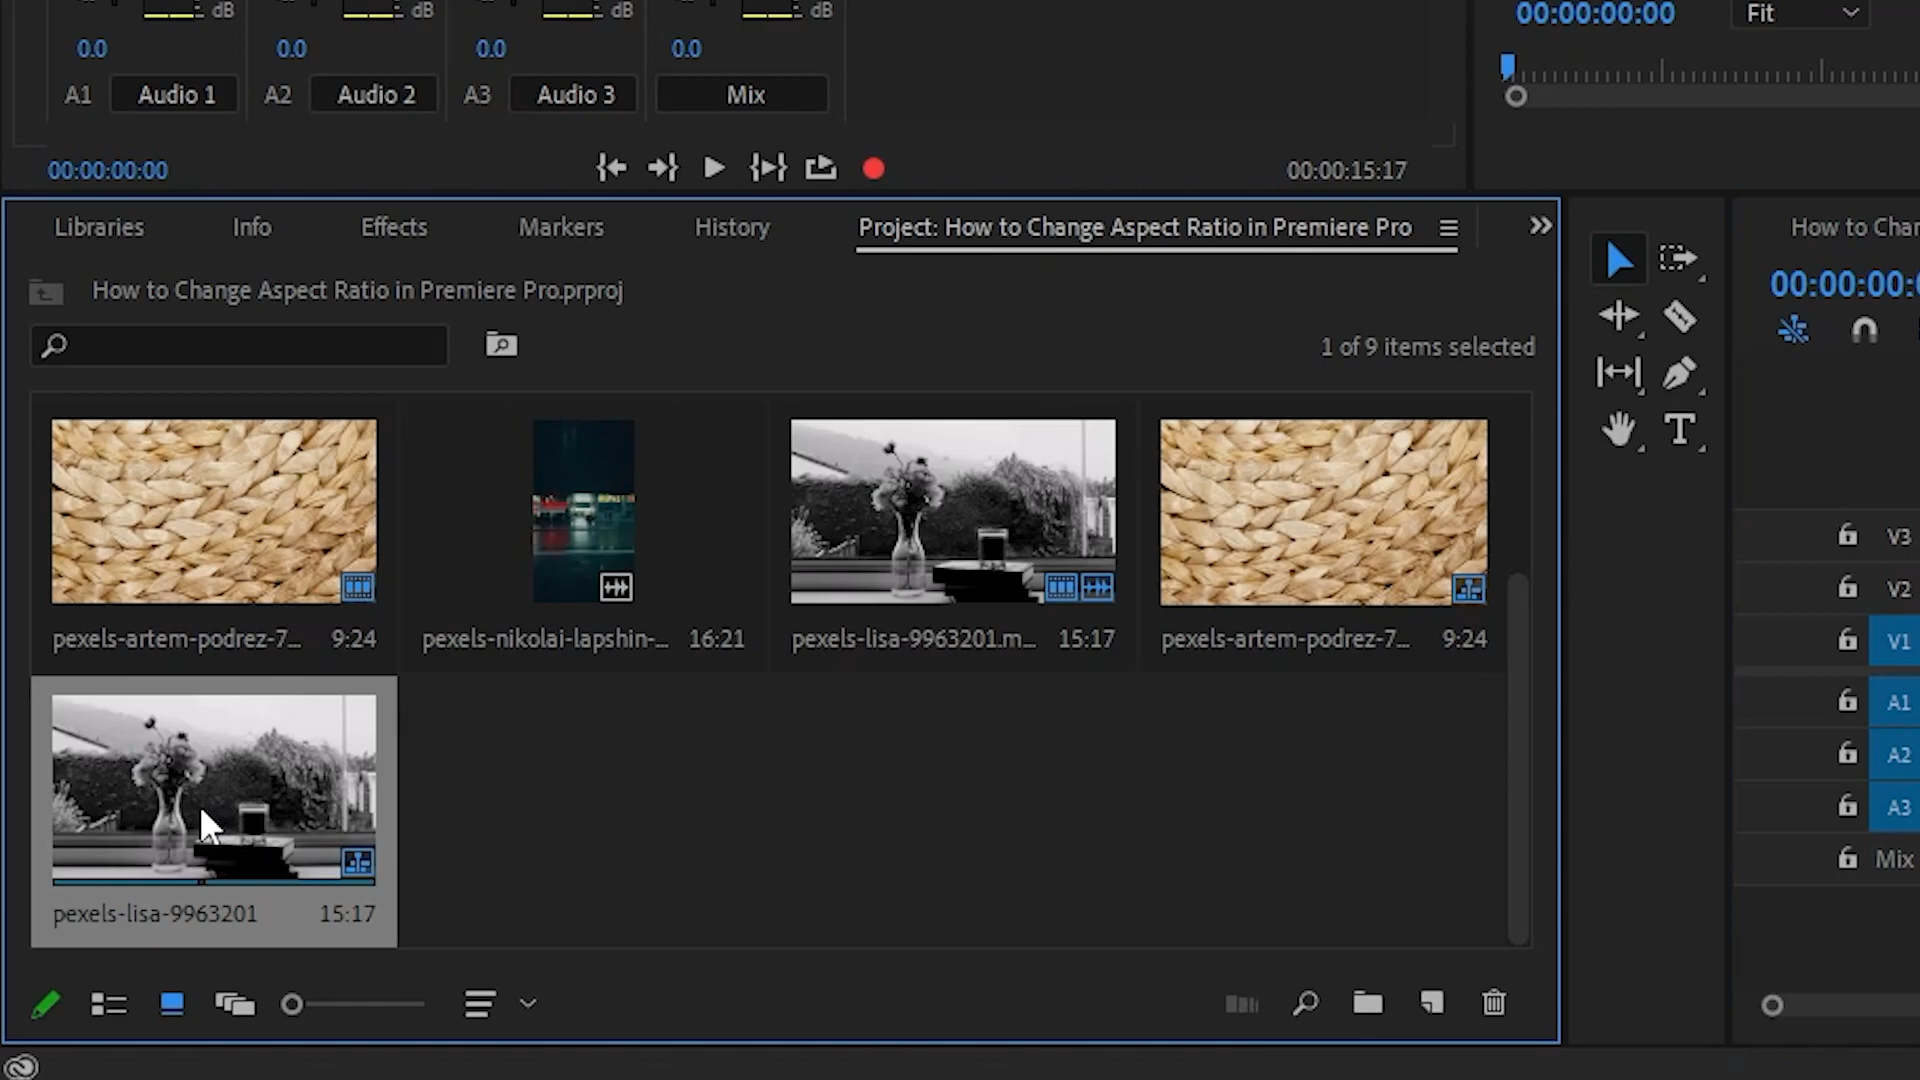 dB dB dB dB
0.0 0.0 0.0 0.0
A1 Audio 1 A2 Audio 2 A3 Audio 3 Mix
00:00:00:00 00:00:15:17
00:00:00:00 Fit
Libraries Info Effects Markers History Project: How to Change Aspect Ratio in Premiere Pro
How to Change Aspect Ratio in Premiere Pro.prproj
1 of 9 items selected
pexels-artem-podrez-7... 9:24 pexels-nikolai-lapshin-... 16:21 pexels-lisa-9963201.m... 15:17 pexels-artem-podrez-7... 9:24
pexels-lisa-9963201 15:17
How to Char
00:00:00:0
V3
V2
V1
A1
A2
A3
Mix